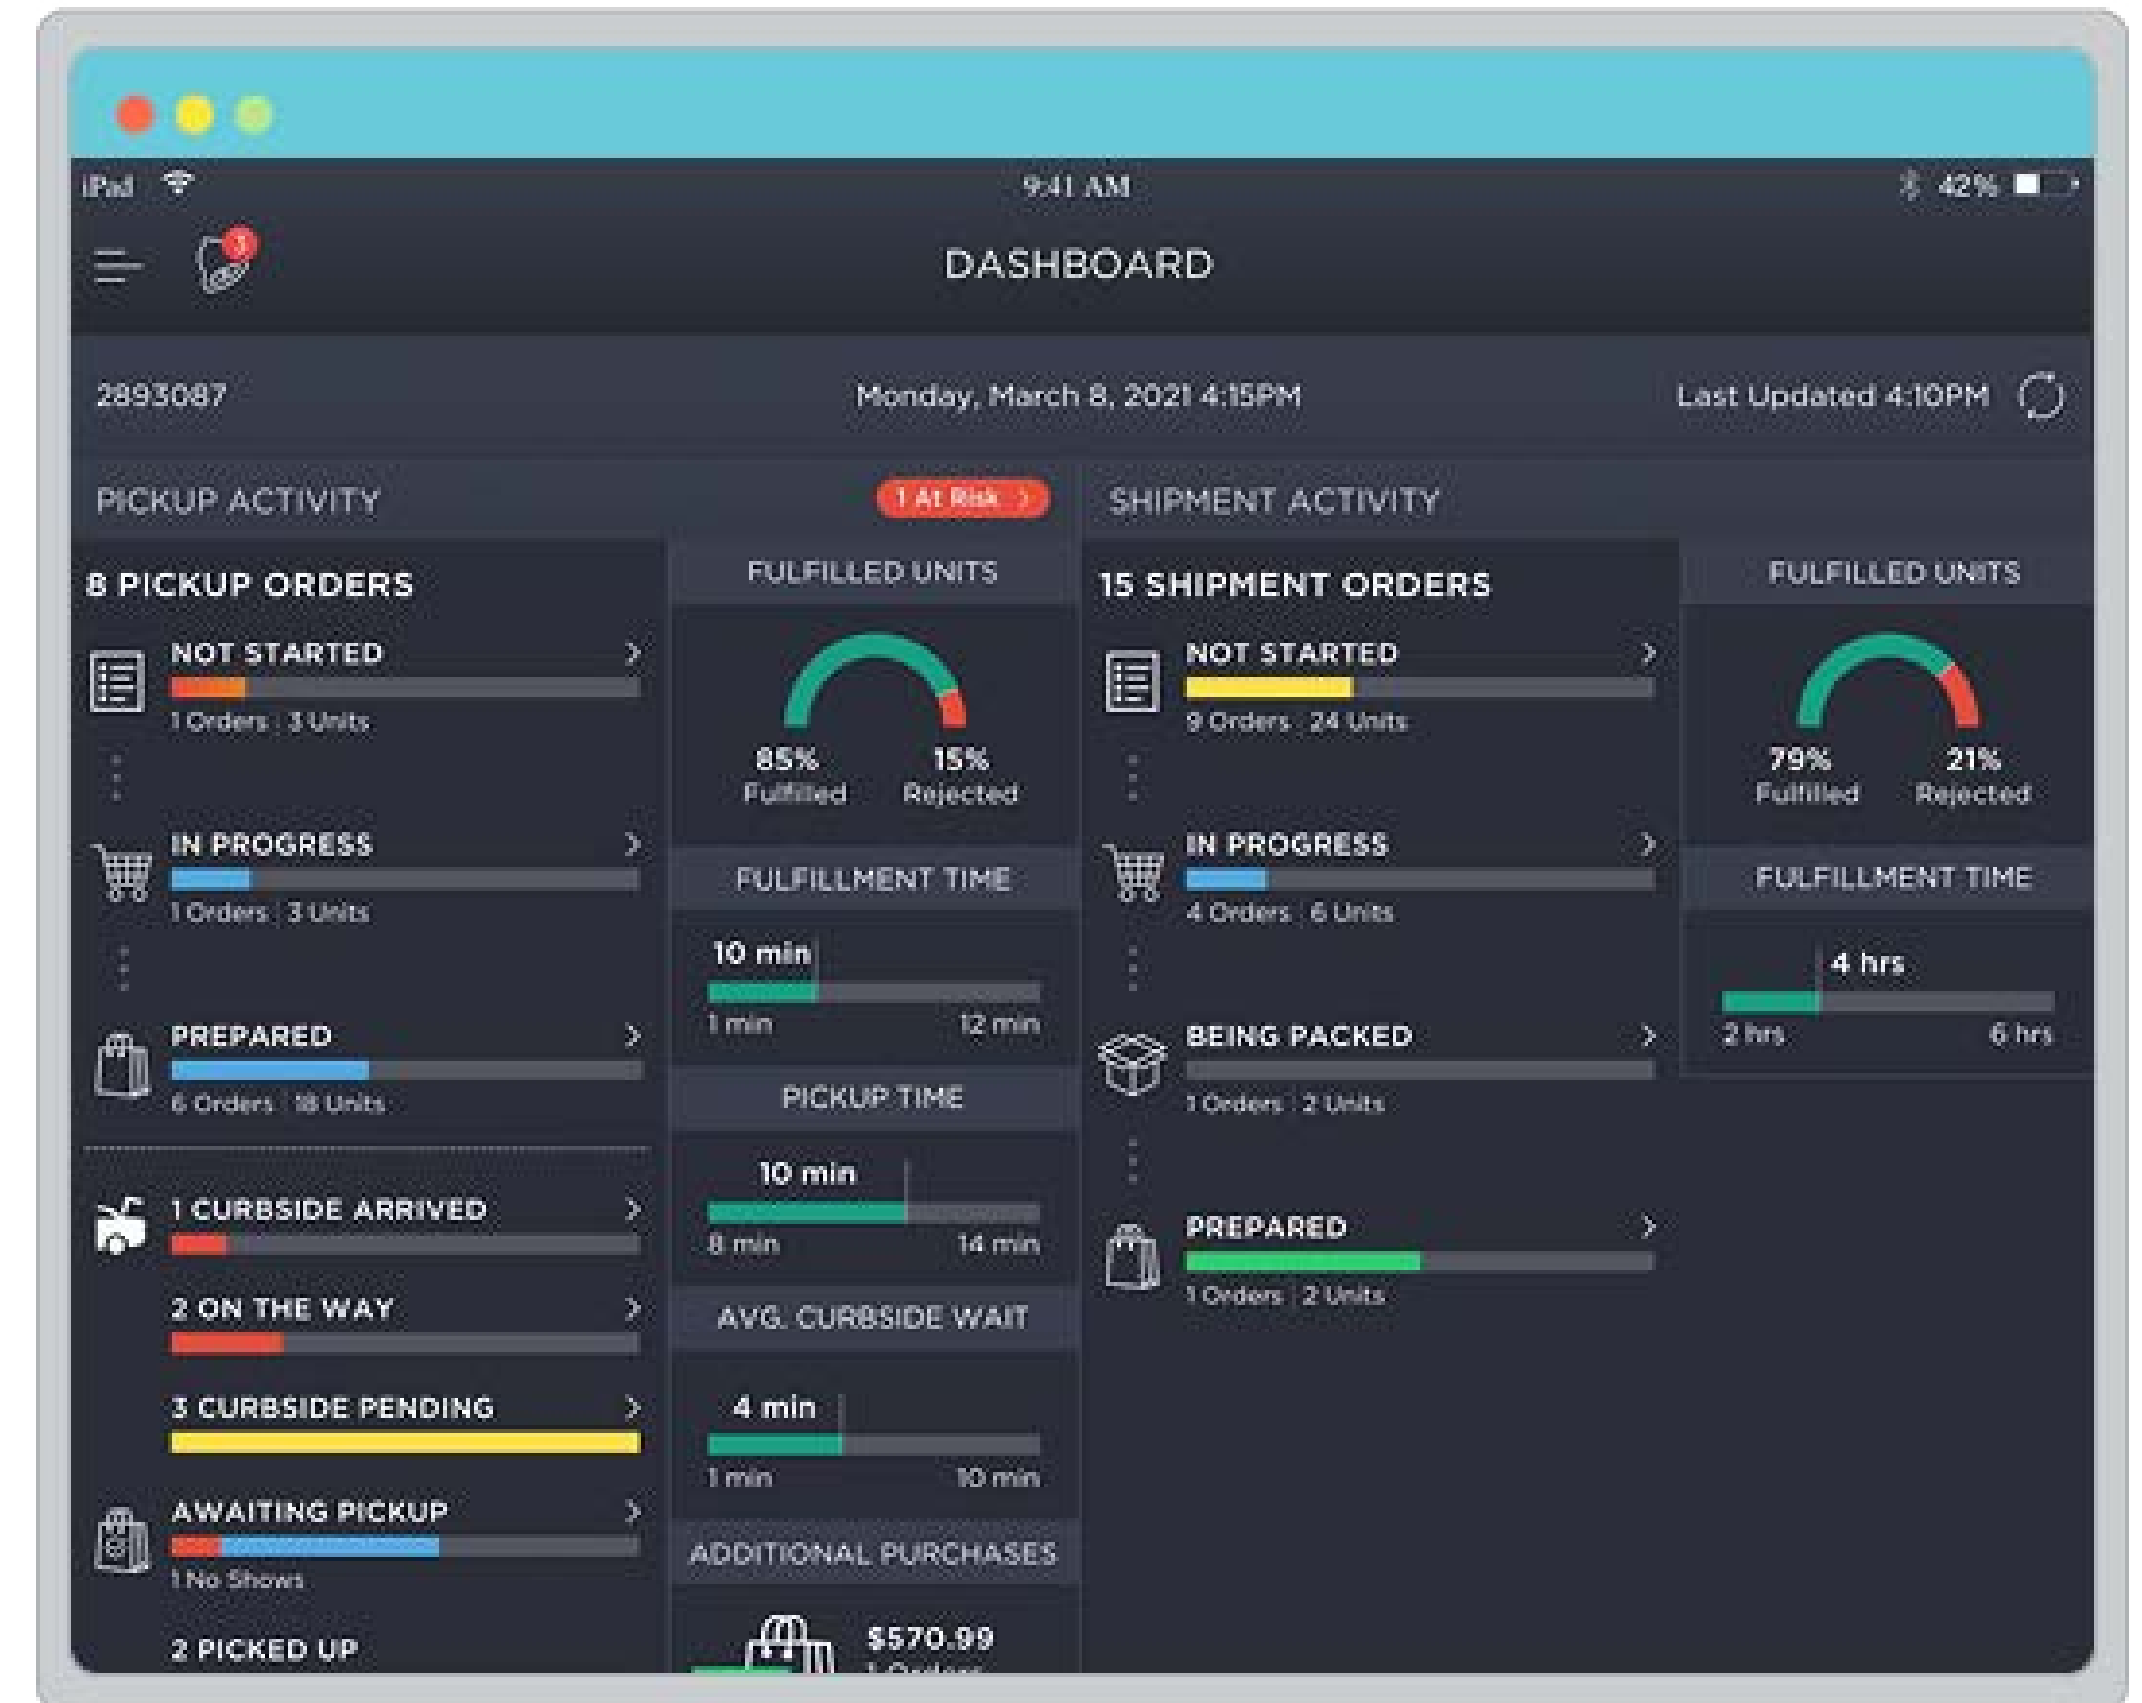 iPad 9:41 AM 42%
3
DASHBOARD
2893087 Monday, March 8, 2021 4:15PM Last Updated 4:10PM
PICKUP ACTIVITY 1 At Risk >
8 PICKUP ORDERS
NOT STARTED >
1 Orders | 3 Units
IN PROGRESS >
1 Orders | 3 Units
PREPARED >
6 Orders | 18 Units
1 CURBSIDE ARRIVED >
2 ON THE WAY >
3 CURBSIDE PENDING >
AWAITING PICKUP >
1 No Shows
2 PICKED UP
FULFILLED UNITS
85% 15%
Fulfilled Rejected
FULFILLMENT TIME
10 min
1 min 12 min
PICKUP TIME
10 min
8 min 14 min
AVG. CURBSIDE WAIT
4 min
1 min 10 min
ADDITIONAL PURCHASES
$570.99
1 Orders
SHIPMENT ACTIVITY
15 SHIPMENT ORDERS
NOT STARTED >
9 Orders | 24 Units
IN PROGRESS >
4 Orders | 6 Units
BEING PACKED >
1 Orders | 2 Units
PREPARED >
1 Orders | 2 Units
FULFILLED UNITS
79% 21%
Fulfilled Rejected
FULFILLMENT TIME
4 hrs
2 hrs 6 hrs